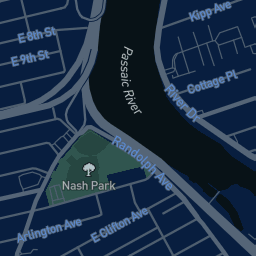 Kipp Ave
E 8th St
E 9th St
Passaic River
Cottage Pl
River Dr
Randolph Ave
Nash Park
Arlington Ave
E Clifton Ave